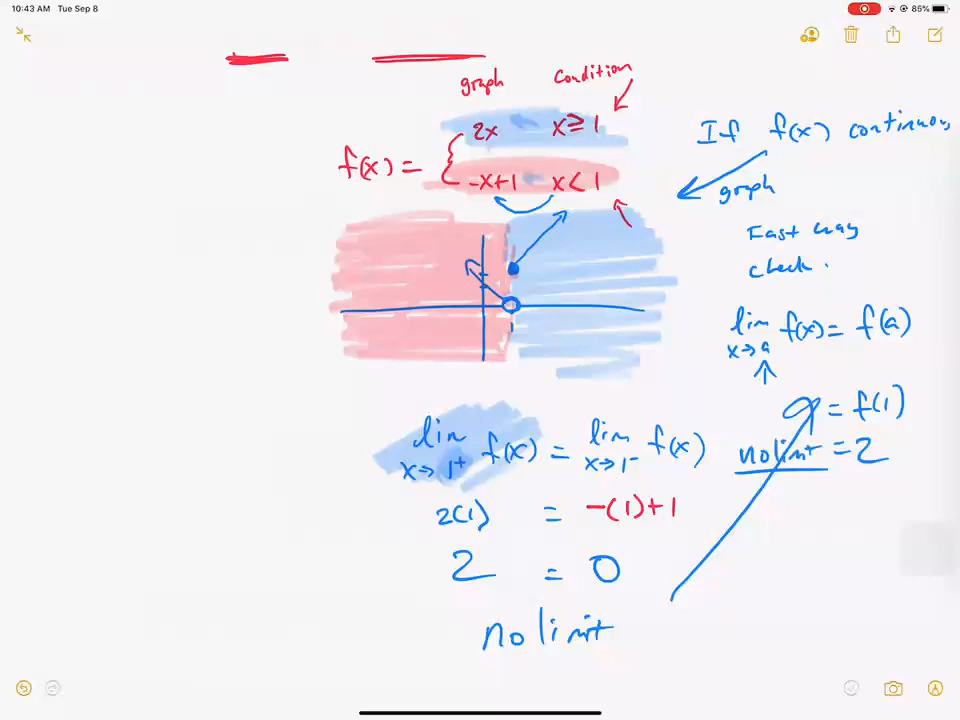 10:43 AM Tue Sep 8
85%
graph condition
f(x) = { 2x x ≥ 1
-x+1 x < 1
If f(x) continuous,
graph
Fast way
check.
lim x→a f(x) = f(a)
= f(1)
no limit = 2
lim x→1+ f(x) = lim x→1- f(x)
2(1) = -(1)+1
2 = 0
no limit